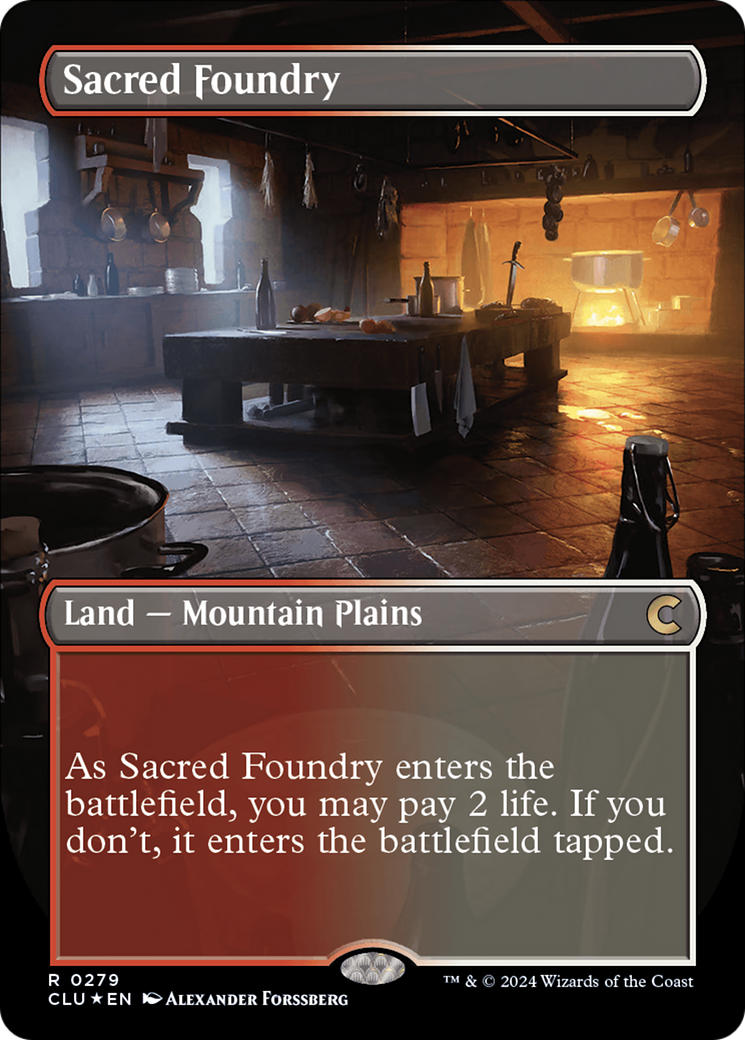 Sacred Foundry
Land — Mountain Plains
C
As Sacred Foundry enters the
battlefield, you may pay 2 life. If you
don't, it enters the battlefield tapped.
R 0279
CLU ★ EN Alexander Forssberg
™ & © 2024 Wizards of the Coast